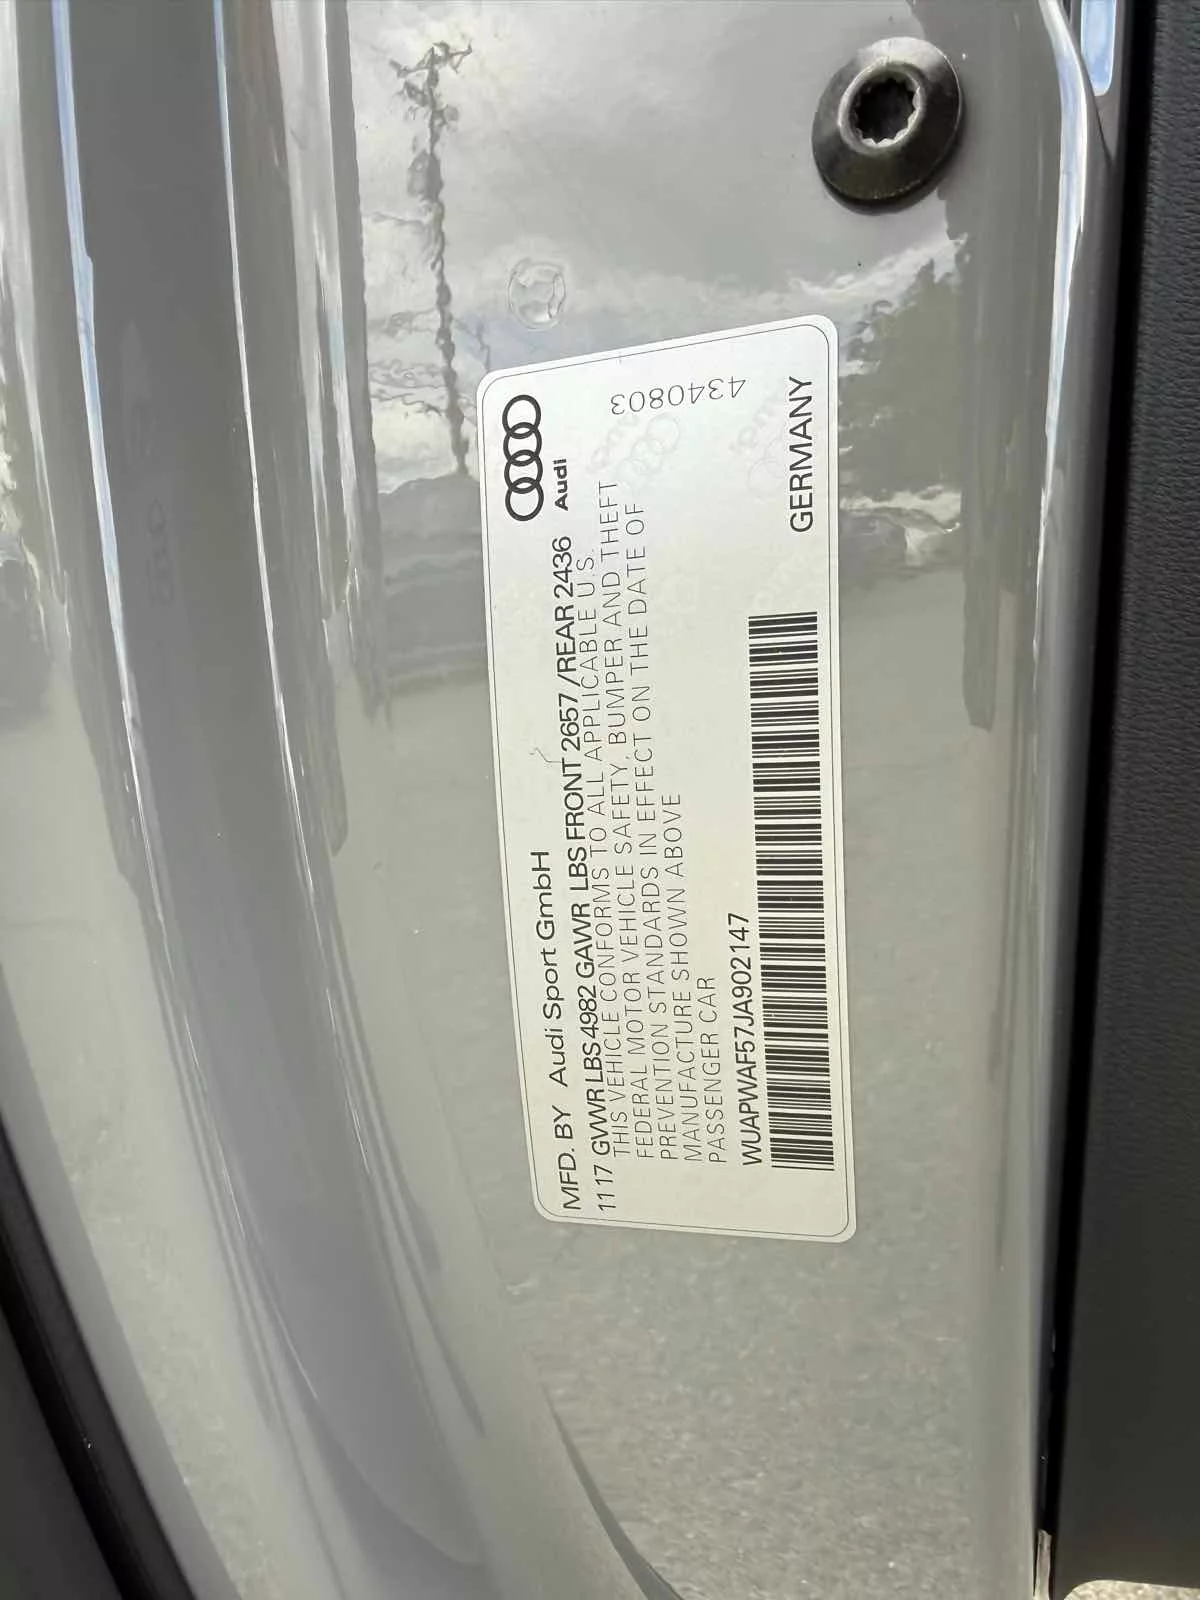 MFD. BY Audi Sport GmbH
1117 GVWR LBS 4982 GAWR LBS FRONT 2657 /REAR 2436
Audi
THIS VEHICLE CONFORMS TO ALL APPLICABLE U.S.
FEDERAL MOTOR VEHICLE SAFETY, BUMPER AND THEFT
PREVENTION STANDARDS IN EFFECT ON THE DATE OF
MANUFACTURE SHOWN ABOVE
PASSENGER CAR
WUAPWAF57JA902147
GERMANY
4340803